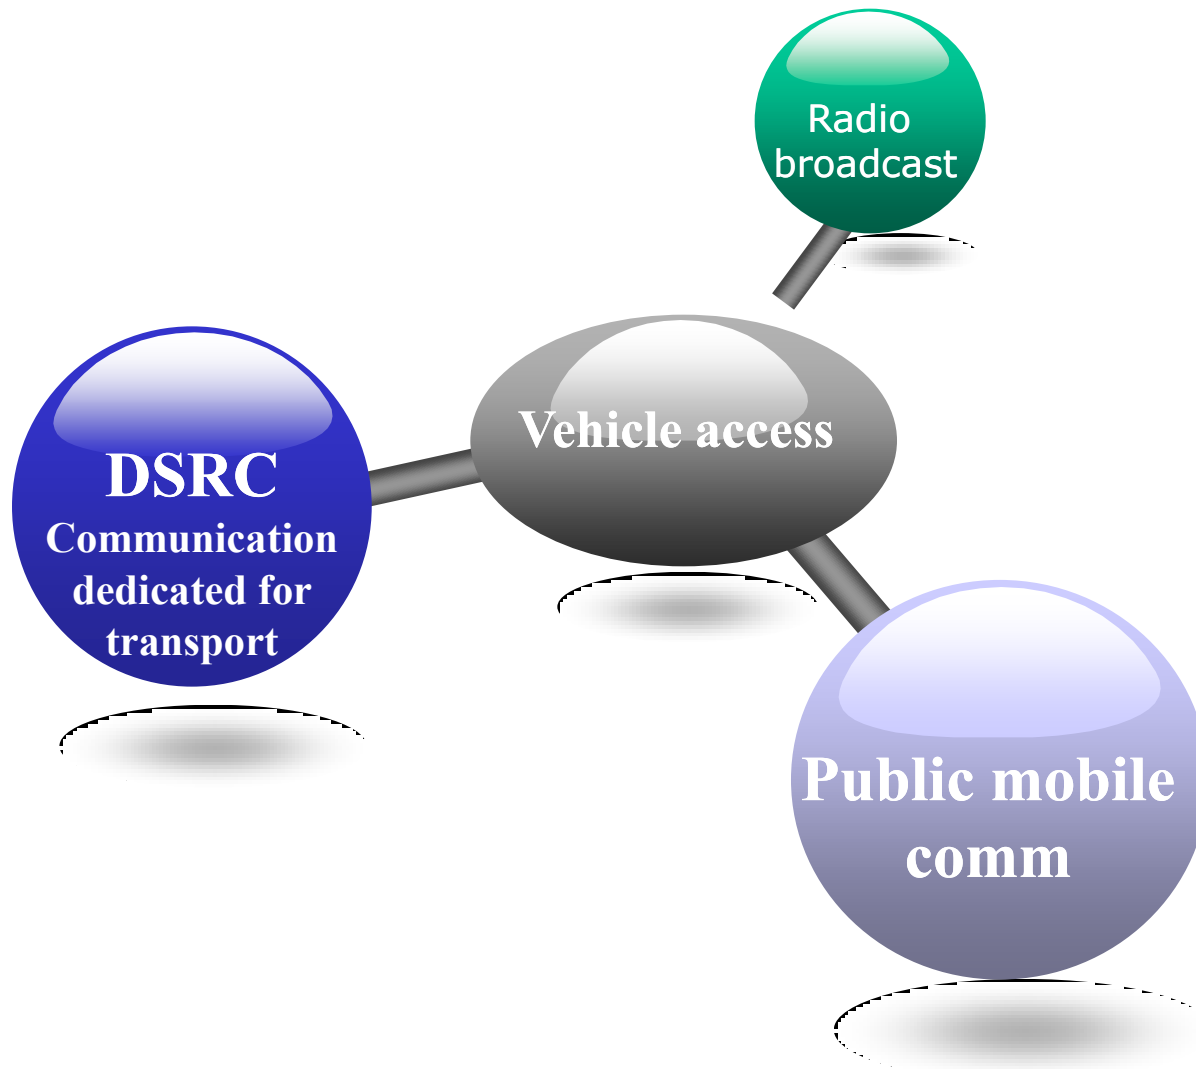 Radio
broadcast
Vehicle access
DSRC
Communication
dedicated for
transport
Public mobile
comm